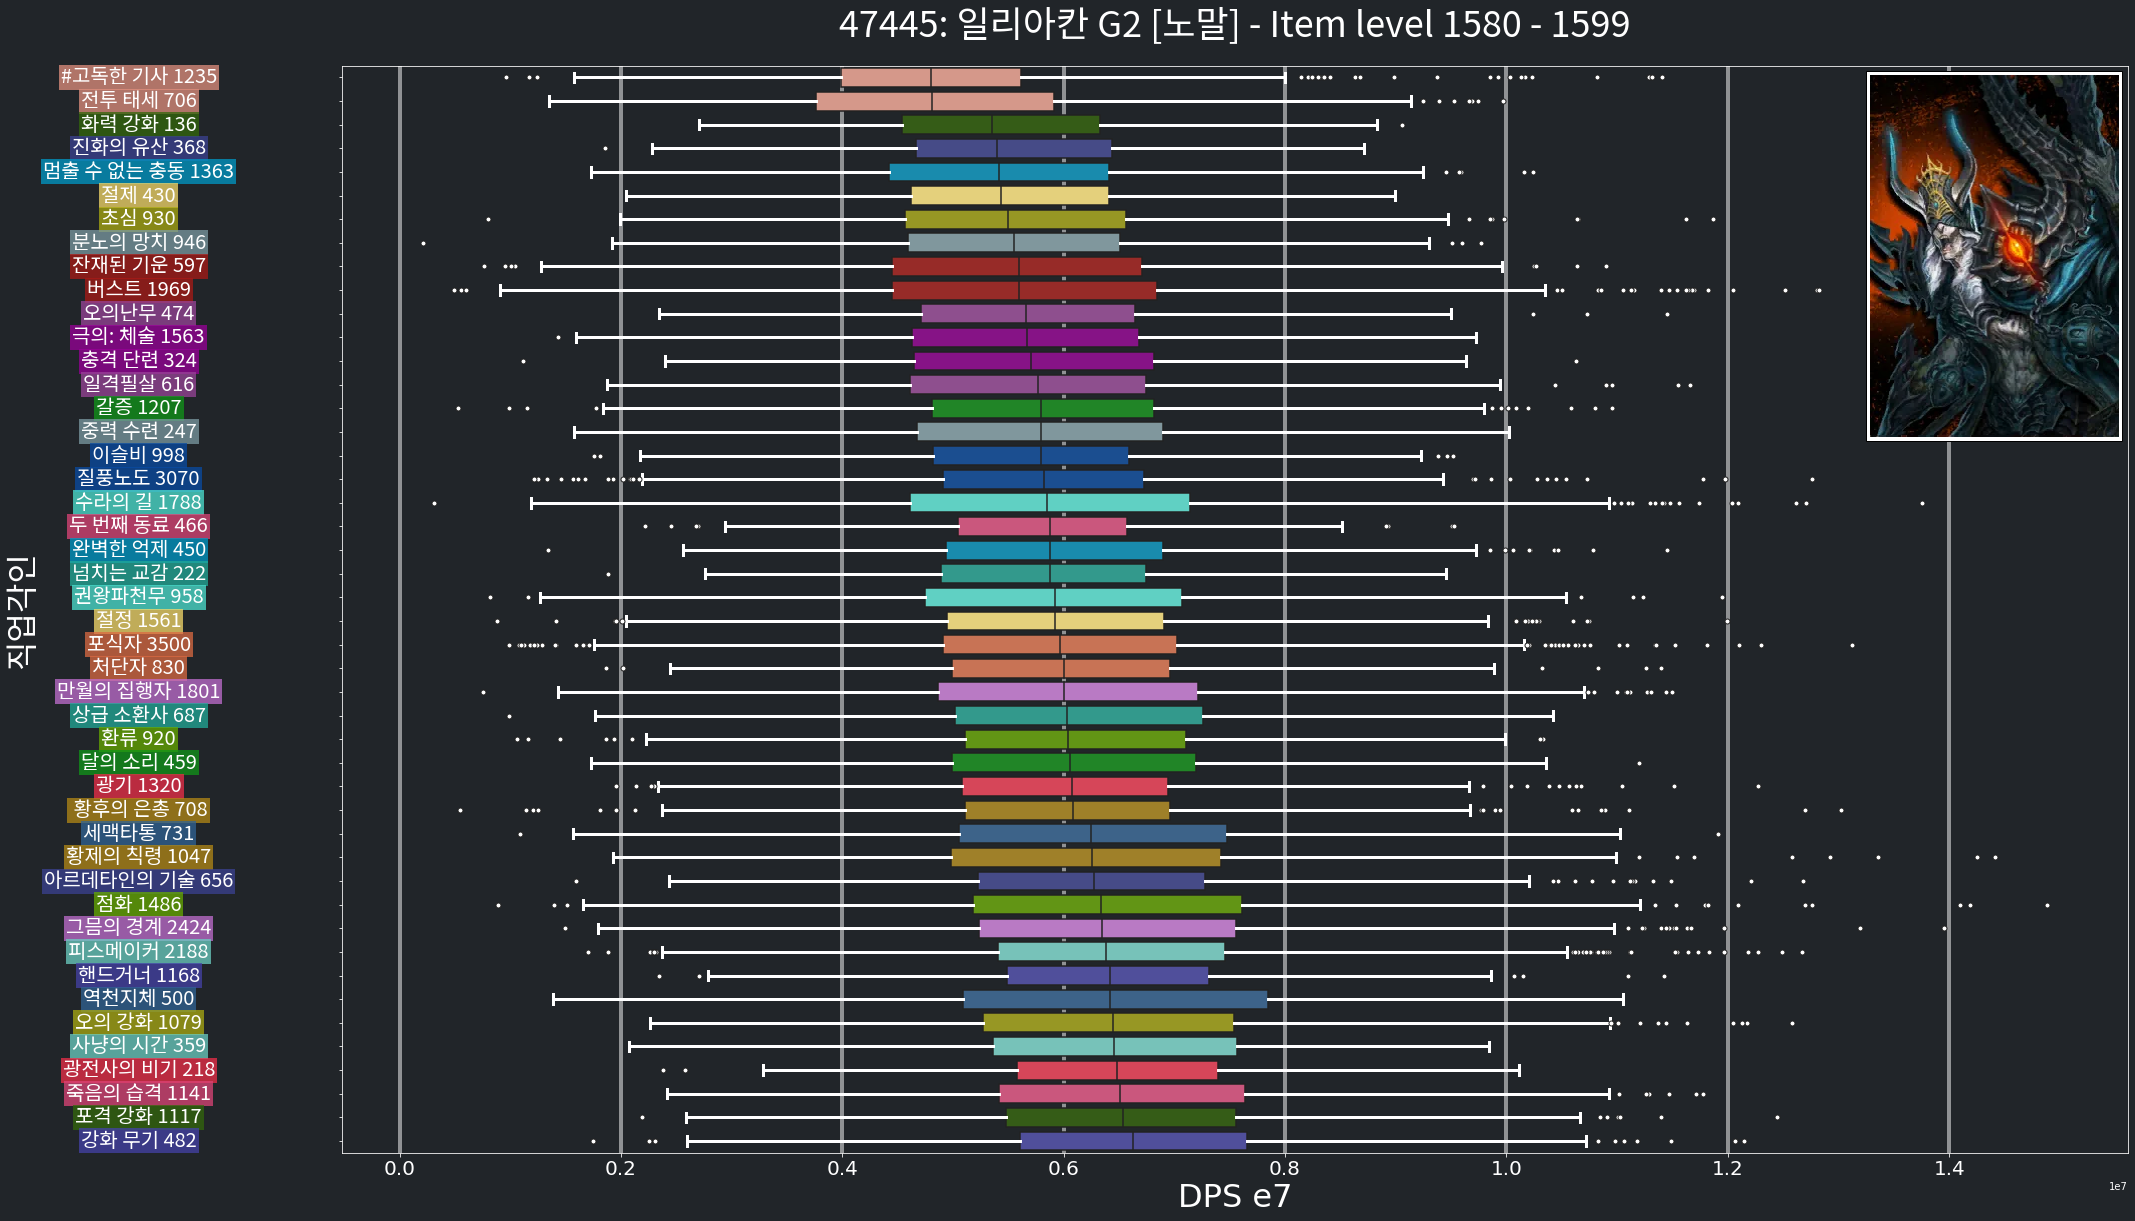 47445: 일리아칸 G2 [노말] - Item level 1580 - 1599
#고독한 기사 1235
전투 태세 706
화력 강화 136
진화의 유산 368
멈출 수 없는 충동 1363
절제 430
초심 930
분노의 망치 946
잔재된 기운 597
버스트 1969
오의난무 474
극의: 체술 1563
충격 단련 324
일격필살 616
갈증 1207
중력 수련 247
이슬비 998
질풍노도 3070
수라의 길 1788
두 번째 동료 466
완벽한 억제 450
넘치는 교감 222
권왕파천무 958
절정 1561
포식자 3500
처단자 830
만월의 집행자 1801
상급 소환사 687
환류 920
달의 소리 459
광기 1320
황후의 은총 708
세맥타통 731
황제의 칙령 1047
아르데타인의 기술 656
점화 1486
그믐의 경계 2424
피스메이커 2188
핸드거너 1168
역천지체 500
오의 강화 1079
사냥의 시간 359
광전사의 비기 218
죽음의 습격 1141
포격 강화 1117
강화 무기 482
직업각인
0.0 0.2 0.4 0.6 0.8 1.0 1.2 1.4
DPS e7
1e7